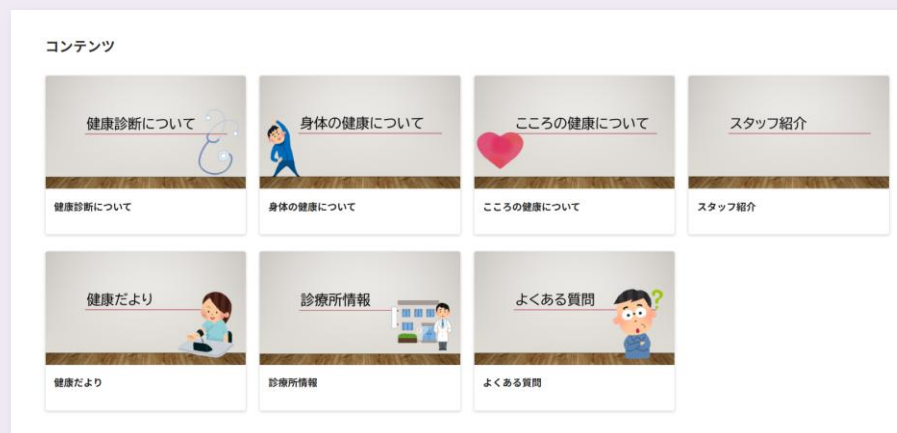 コンテンツ
健康診断について
身体の健康について
こころの健康について
スタッフ紹介
健康診断について
身体の健康について
こころの健康について
スタッフ紹介
健康だより
診療所情報
よくある質問
?
健康だより
診療所情報
よくある質問